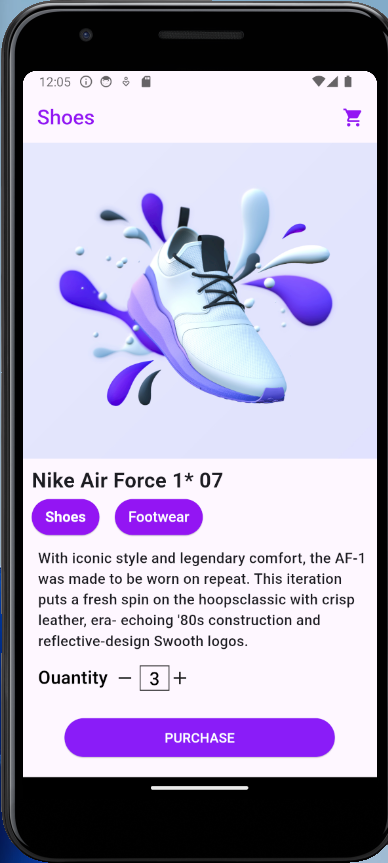 12:05
Shoes
Nike Air Force 1* 07
Shoes Footwear
With iconic style and legendary comfort, the AF-1
was made to be worn on repeat. This iteration
puts a fresh spin on the hoopsclassic with crisp
leather, era- echoing '80s construction and
reflective-design Swooth logos.
Ouantity — 3 +
PURCHASE